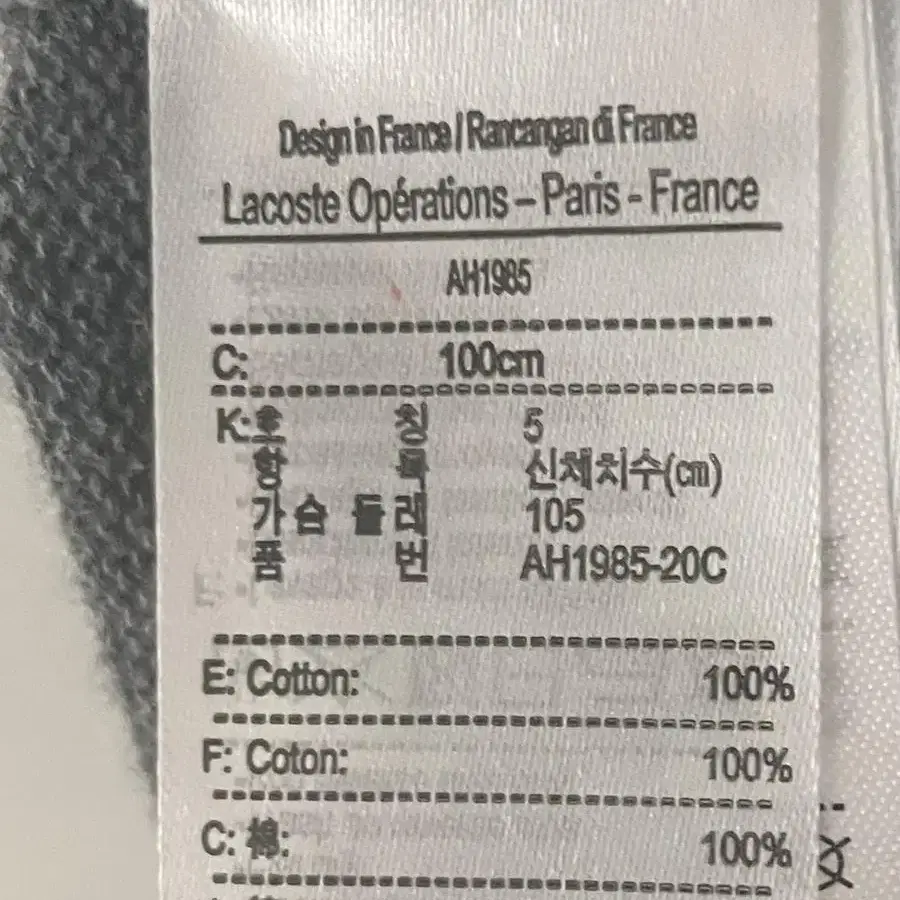 Design in France / Rancangan di France
Lacoste Opérations – Paris - France
AH1985
C: 100cm
K:호 칭 5
항 목 신체치수(cm)
가슴 둘레 105
품 번 AH1985-20C
E: Cotton: 100%
F: Coton: 100%
C: 棉: 100%